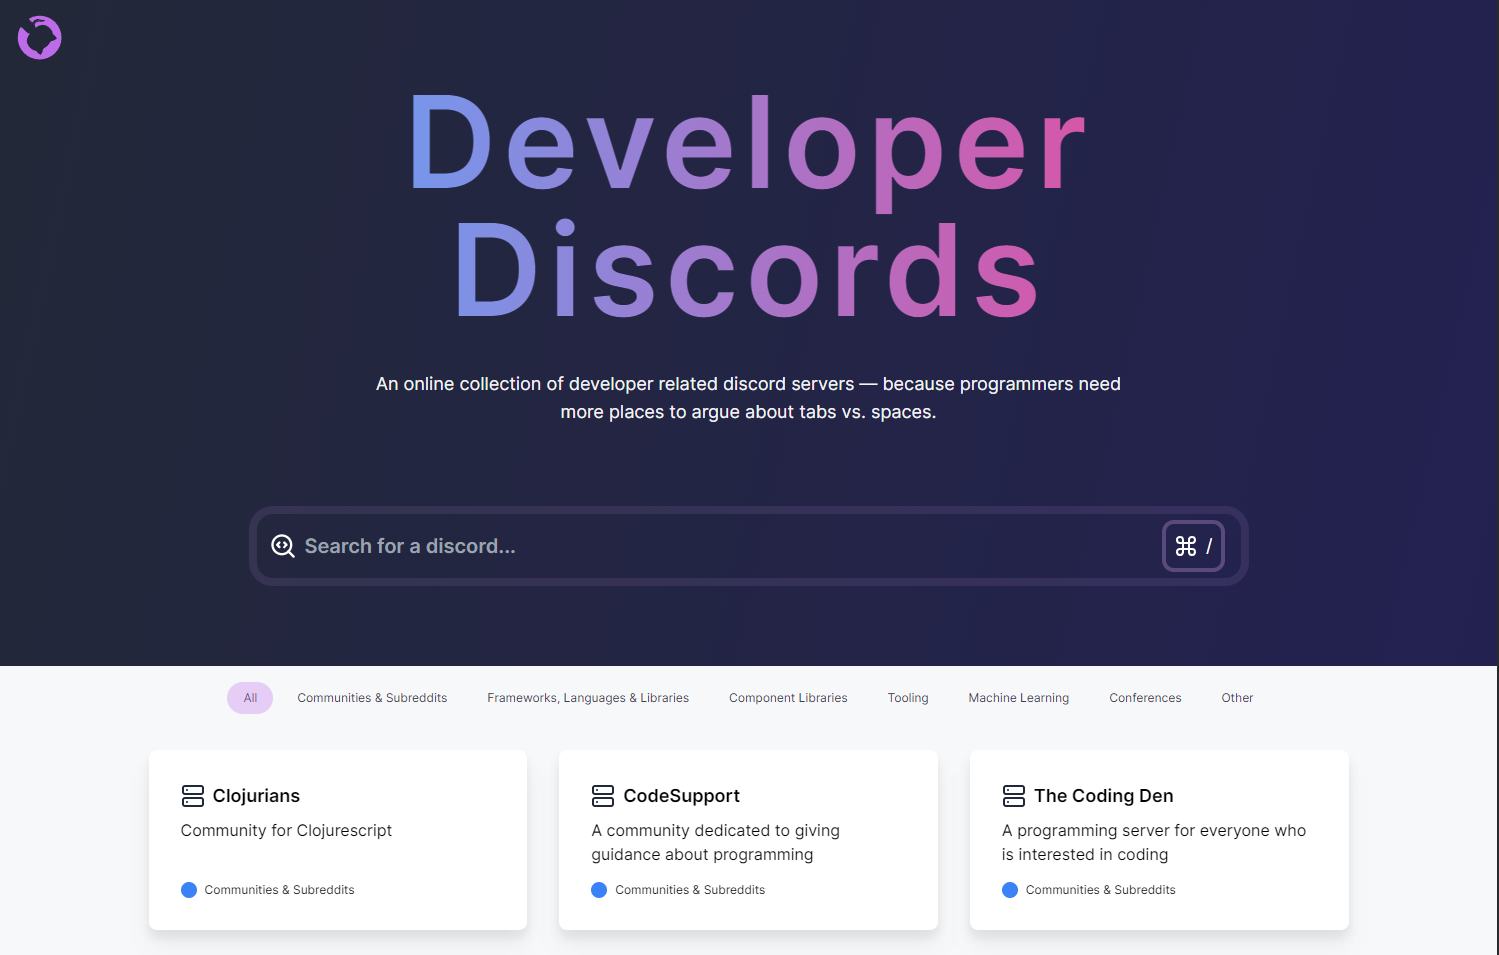 Developer
Discords
An online collection of developer related discord servers — because programmers need
more places to argue about tabs vs. spaces.
Search for a discord...
⌘ /
All
Communities & Subreddits
Frameworks, Languages & Libraries
Component Libraries
Tooling
Machine Learning
Conferences
Other
Clojurians
Community for Clojurescript
Communities & Subreddits
CodeSupport
A community dedicated to giving
guidance about programming
Communities & Subreddits
The Coding Den
A programming server for everyone who
is interested in coding
Communities & Subreddits